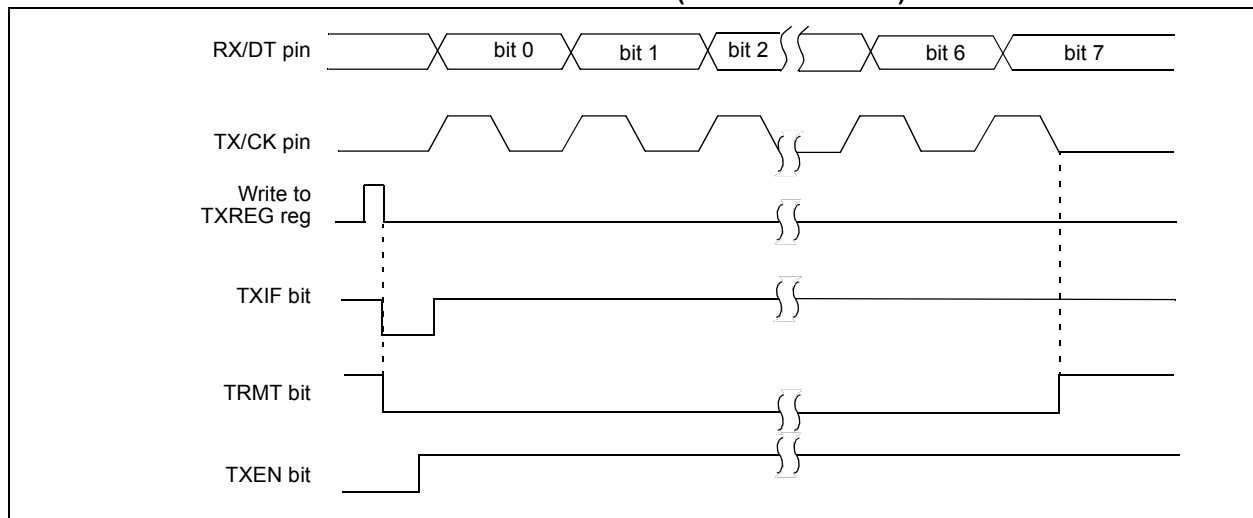 RX/DT pin
bit 0
bit 1
bit 2
bit 6
bit 7
TX/CK pin
Write to
TXREG reg
TXIF bit
TRMT bit
TXEN bit